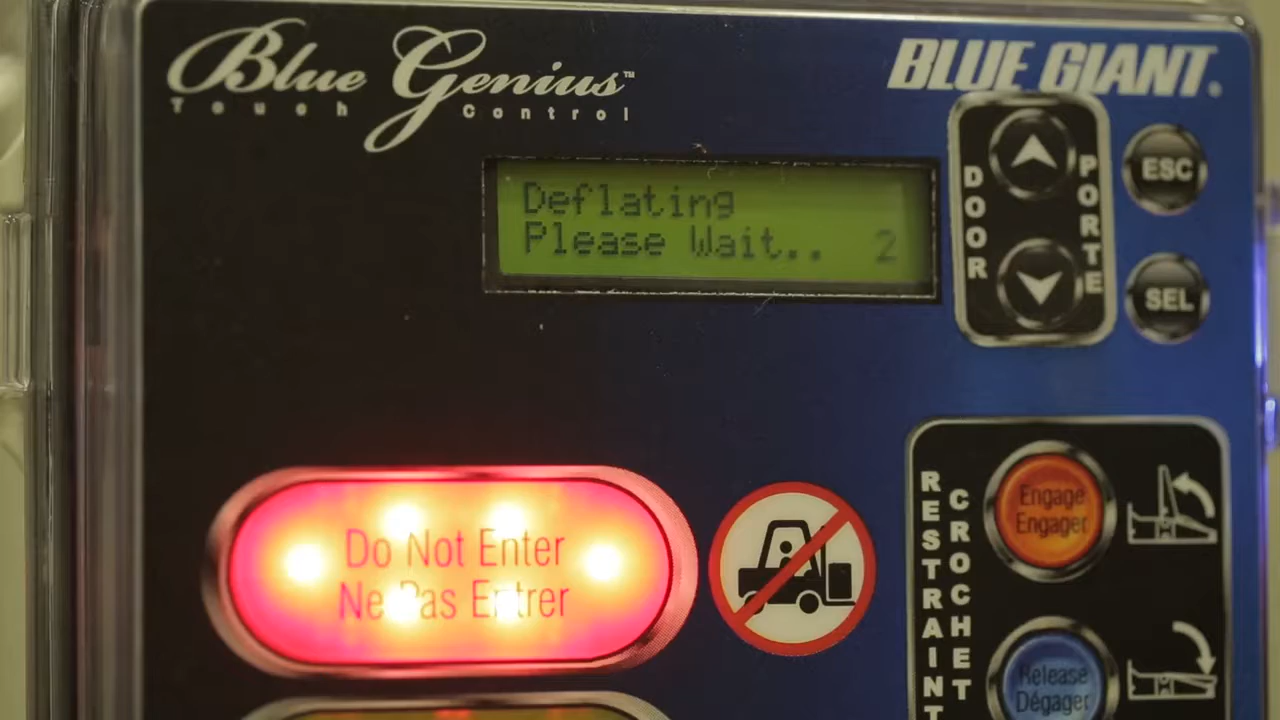 Blue Genius™
Touch Control
BLUE GIANT®
Deflating
Please Wait.. 2
DOOR
PORTE
ESC
SEL
Do Not Enter
Ne Pas Entrer
RESTRAINT
CROCHET
Engage
Engager
Release
Dégager